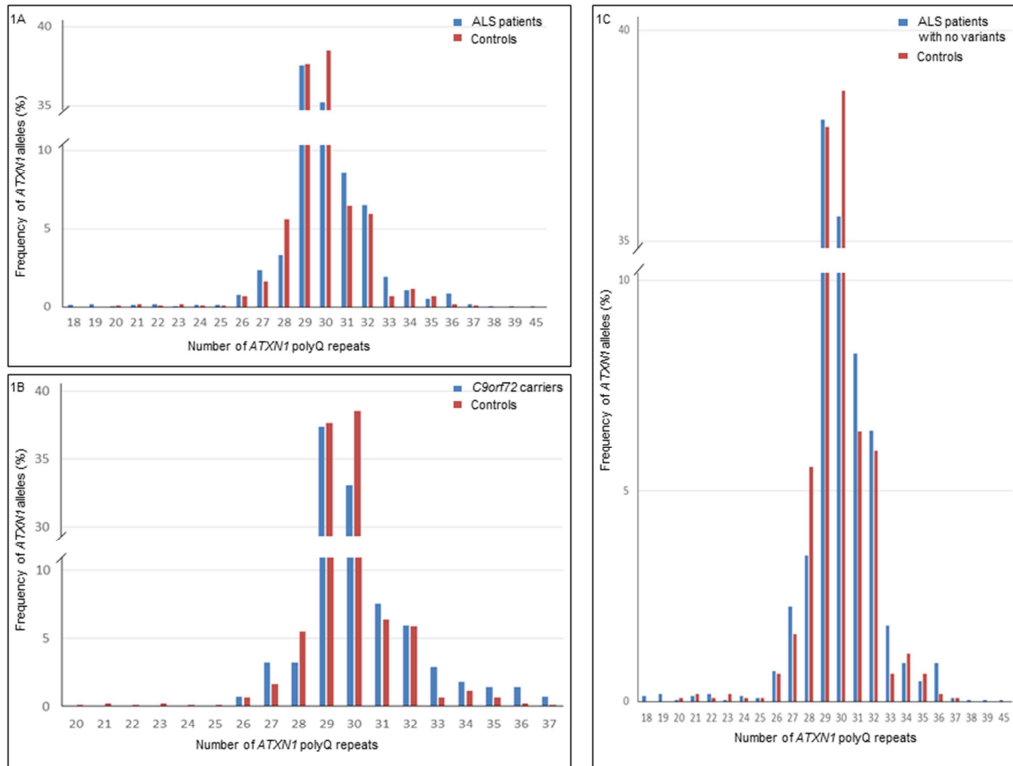 1A
ALS patients
Controls
Frequency of ATXN1 alleles (%)
40
35
10
5
0
18 19 20 21 22 23 24 25 26 27 28 29 30 31 32 33 34 35 36 37 38 39 45
Number of ATXN1 polyQ repeats
1B
C9orf72 carriers
Controls
Frequency of ATXN1 alleles (%)
40
35
30
10
5
0
20 21 22 23 24 25 26 27 28 29 30 31 32 33 34 35 36 37
Number of ATXN1 polyQ repeats
1C
ALS patients
with no variants
Controls
Frequency of ATXN1 alleles (%)
40
35
10
5
0
18 19 20 21 22 23 24 25 26 27 28 29 30 31 32 33 34 35 36 37 38 39 45
Number of ATXN1 polyQ repeats